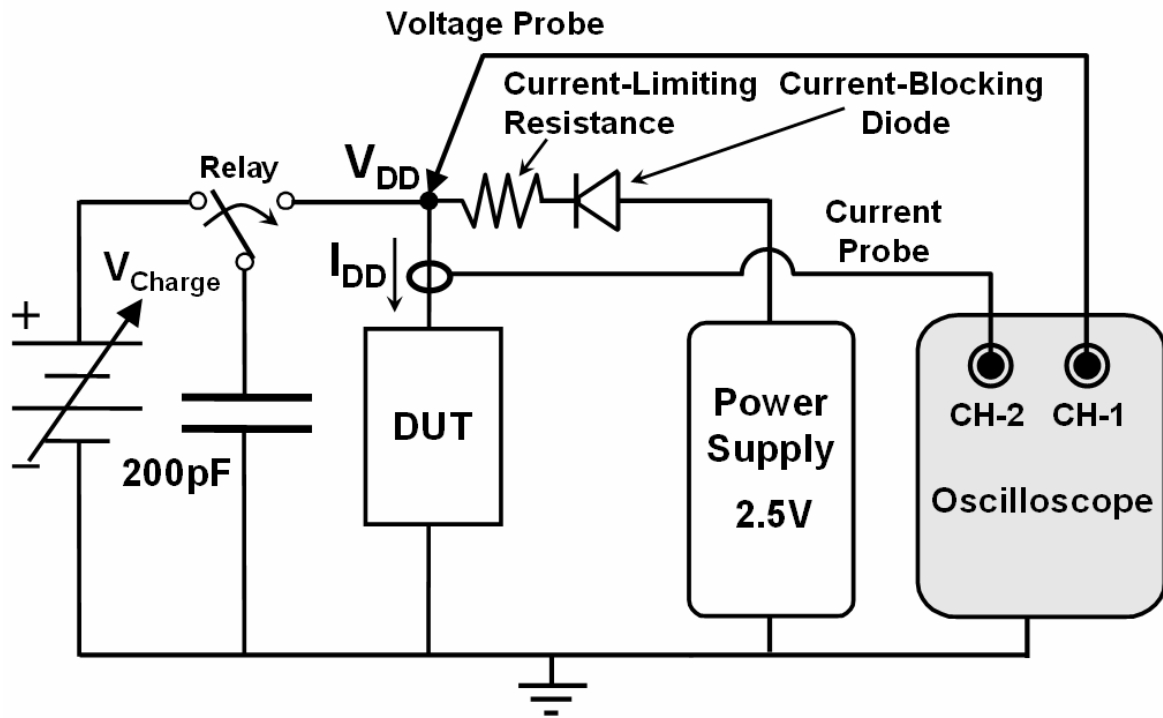 Voltage Probe
Current-Limiting
Resistance
Current-Blocking
Diode
Relay
VDD
Current
Probe
IDD
VCharge
+
−
200pF
DUT
Power
Supply
2.5V
CH-2
CH-1
Oscilloscope